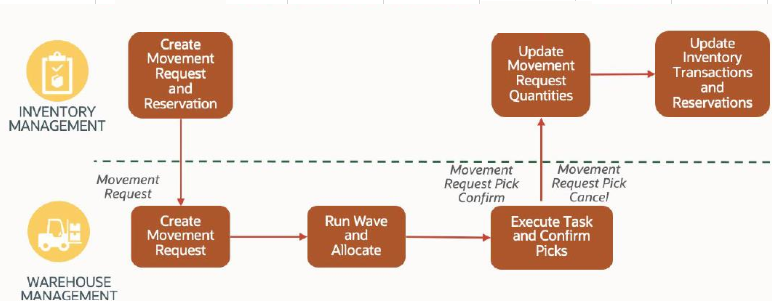 Create
Movement
Request
and
Reservation
Update
Movement
Request
Quantities
Update
Inventory
Transactions
and
Reservations
INVENTORY
MANAGEMENT
Movement
Request
Movement
Request Pick
Confirm
Movement
Request Pick
Cancel
Create
Movement
Request
Run Wave
and
Allocate
Execute Task
and Confirm
Picks
WAREHOUSE
MANAGEMENT